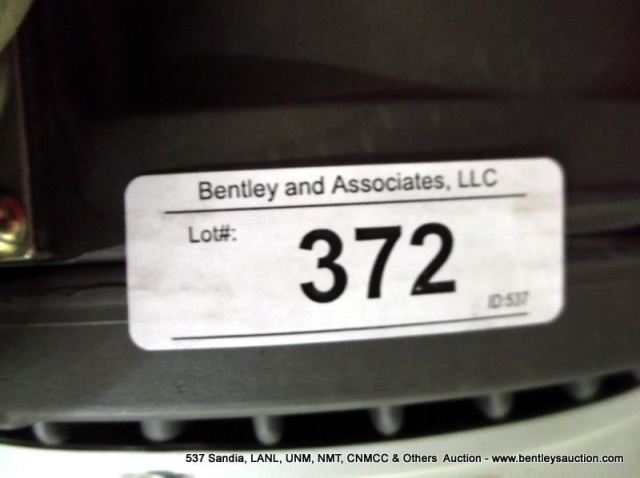 Bentley and Associates, LLC
Lot#:
372
ID:537
537 Sandia, LANL, UNM, NMT, CNMCC & Others Auction - www.bentleysauction.com